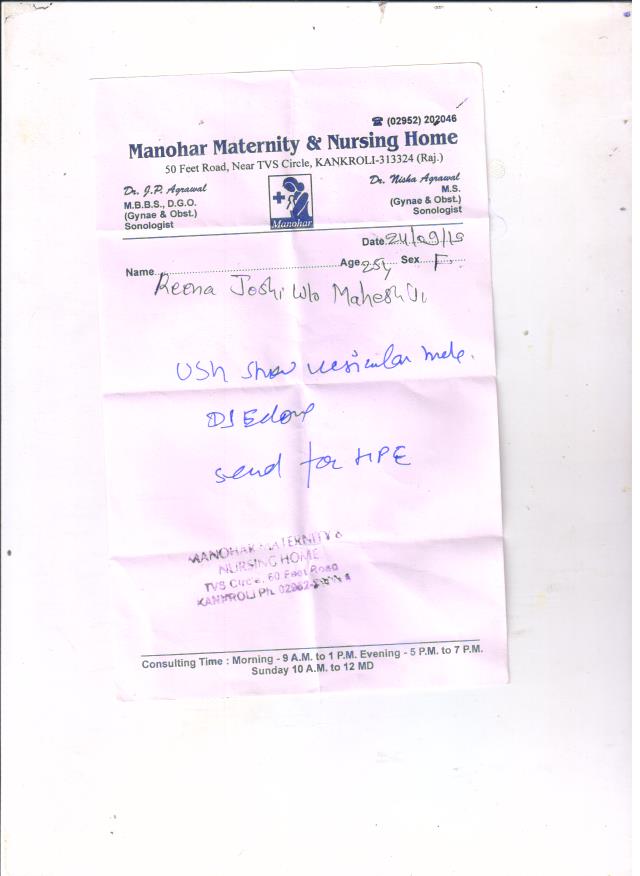 ☎ (02952) 202046
Manohar Maternity & Nursing Home
50 Feet Road, Near TVS Circle, KANKROLI-313324 (Raj.)
Dr. J.P. Agrawal
M.B.B.S., D.G.O.
(Gynae & Obst.)
Sonologist
Manohar
Dr. Nisha Agrawal
M.S.
(Gynae & Obst.)
Sonologist
Date 24/09/19
Name Age 25y Sex F
Reena Joshi W/o Mahesh Ji
USG show vesicular mole.
D&E done
send for HPE
MANOHAR MATERNITY &
NURSING HOME
TVS Circle, 50 Feet Road
KANKROLI Ph. 02952-
Consulting Time : Morning - 9 A.M. to 1 P.M. Evening - 5 P.M. to 7 P.M.
Sunday 10 A.M. to 12 MD